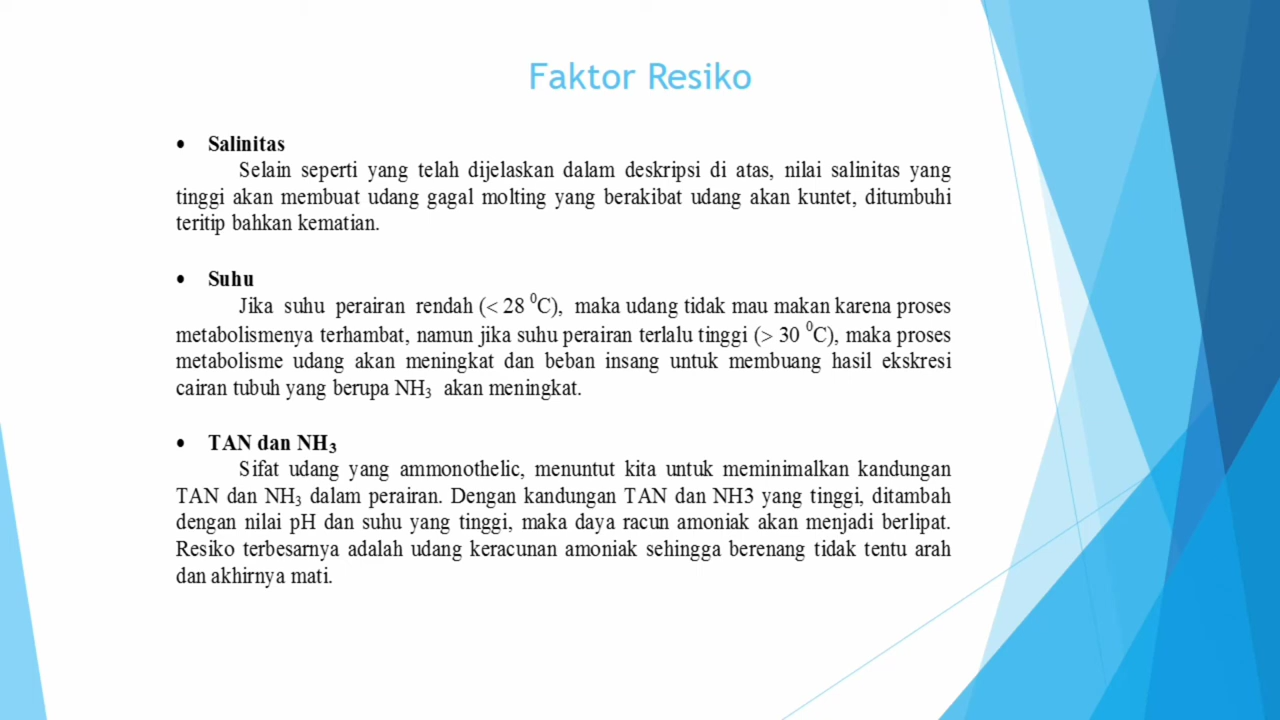 Faktor Resiko
• Salinitas
Selain seperti yang telah dijelaskan dalam deskripsi di atas, nilai salinitas yang
tinggi akan membuat udang gagal molting yang berakibat udang akan kuntet, ditumbuhi
teritip bahkan kematian.
• Suhu
Jika suhu perairan rendah (< 28 ⁰C), maka udang tidak mau makan karena proses
metabolismenya terhambat, namun jika suhu perairan terlalu tinggi (> 30 ⁰C), maka proses
metabolisme udang akan meningkat dan beban insang untuk membuang hasil ekskresi
cairan tubuh yang berupa NH₃ akan meningkat.
• TAN dan NH₃
Sifat udang yang ammonothelic, menuntut kita untuk meminimalkan kandungan
TAN dan NH₃ dalam perairan. Dengan kandungan TAN dan NH3 yang tinggi, ditambah
dengan nilai pH dan suhu yang tinggi, maka daya racun amoniak akan menjadi berlipat.
Resiko terbesarnya adalah udang keracunan amoniak sehingga berenang tidak tentu arah
dan akhirnya mati.